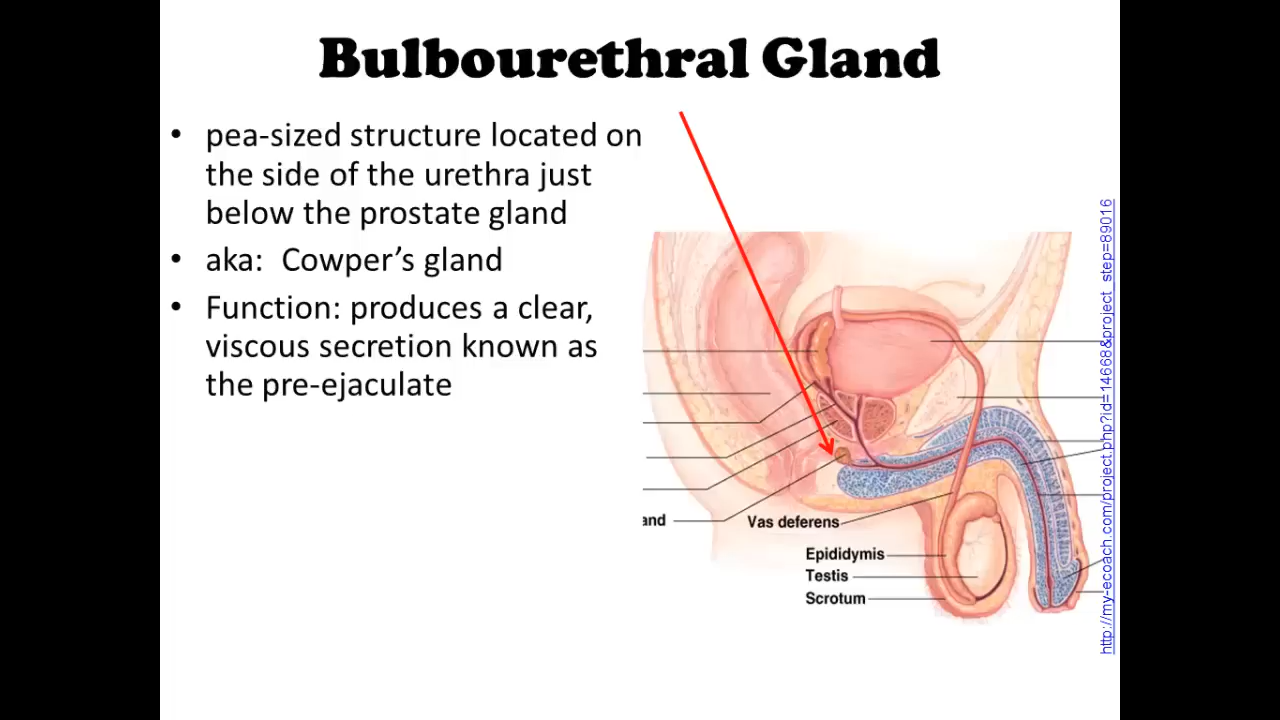 Bulbourethral Gland
• pea-sized structure located on
the side of the urethra just
below the prostate gland
• aka:  Cowper’s gland
• Function: produces a clear,
viscous secretion known as
the pre-ejaculate
and
Vas deferens
Epididymis
Testis
Scrotum
http://my-ecoach.com/project.php?id=14668&project_step=89016